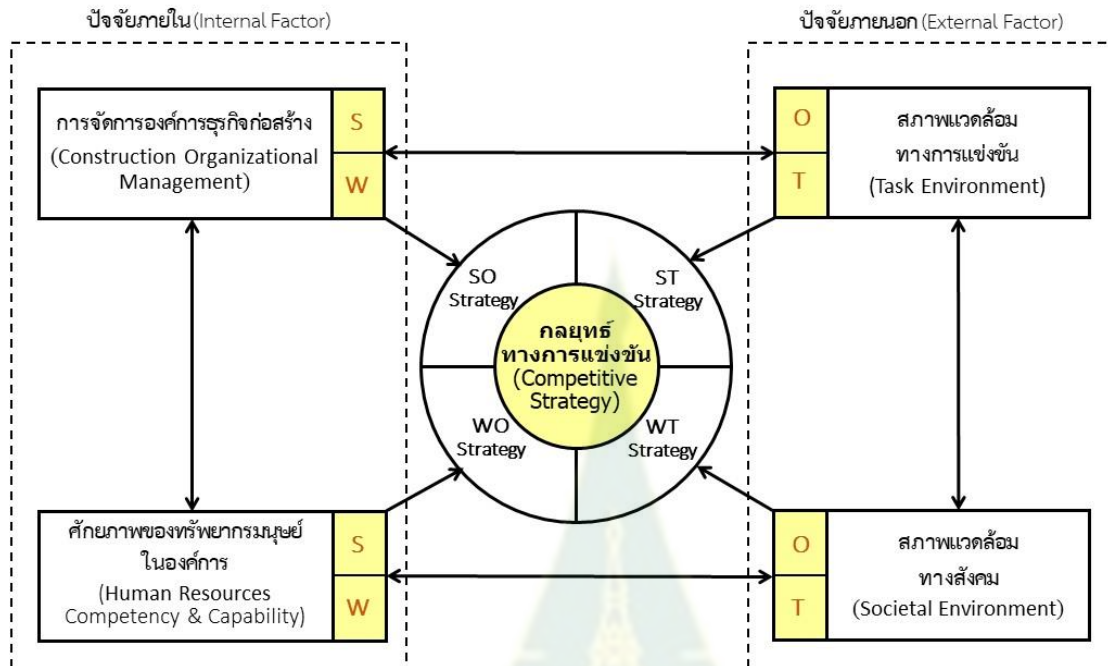 ปัจจัยภายใน (Internal Factor)
ปัจจัยภายนอก (External Factor)
การจัดการองค์การธุรกิจก่อสร้าง
(Construction Organizational
Management)
S
W
O
T
สภาพแวดล้อม
ทางการแข่งขัน
(Task Environment)
SO
Strategy
ST
Strategy
กลยุทธ์
ทางการแข่งขัน
(Competitive
Strategy)
WO
Strategy
WT
Strategy
ศักยภาพของทรัพยากรมนุษย์
ในองค์การ
(Human Resources
Competency & Capability)
S
W
O
T
สภาพแวดล้อม
ทางสังคม
(Societal Environment)